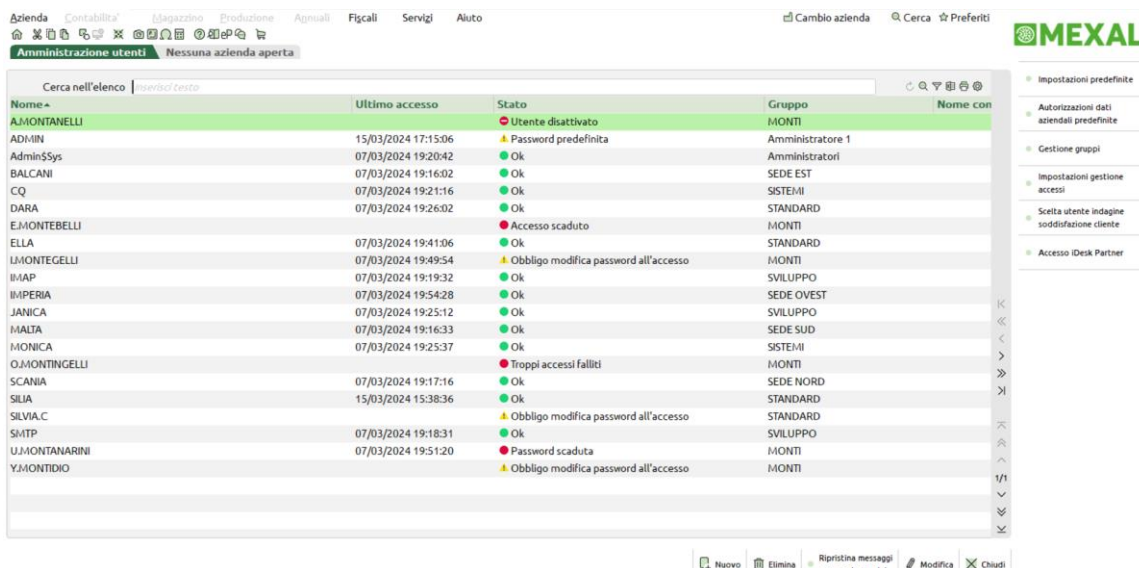 Azienda Contabilita' Magazzino Produzione Annuali Fiscali Servizi Aiuto Cambio azienda Cerca Preferiti
MEXAL
Amministrazione utenti Nessuna azienda aperta
Cerca nell'elenco Inserisci testo
Nome Ultimo accesso Stato Gruppo Nome con
A.MONTANELLI Utente disattivato MONTI
ADMIN 15/03/2024 17:15:06 Password predefinita Amministratore 1
Admin$Sys 07/03/2024 19:20:42 Ok Amministratori
BALCANI 07/03/2024 19:16:02 Ok SEDE EST
CQ 07/03/2024 19:21:16 Ok SISTEMI
DARA 07/03/2024 19:26:02 Ok STANDARD
E.MONTEBELLI Accesso scaduto MONTI
ELLA 07/03/2024 19:41:06 Ok STANDARD
I.MONTEGELLI 07/03/2024 19:49:54 Obbligo modifica password all'accesso MONTI
IMAP 07/03/2024 19:19:32 Ok SVILUPPO
IMPERIA 07/03/2024 19:54:28 Ok SEDE OVEST
JANICA 07/03/2024 19:25:12 Ok SVILUPPO
MALTA 07/03/2024 19:16:33 Ok SEDE SUD
MONICA 07/03/2024 19:25:37 Ok SISTEMI
O.MONTINGELLI Troppi accessi falliti MONTI
SCANIA 07/03/2024 19:17:16 Ok SEDE NORD
SILIA 15/03/2024 15:38:36 Ok STANDARD
SILVIA.C Obbligo modifica password all'accesso STANDARD
SMTP 07/03/2024 19:18:31 Ok SVILUPPO
U.MONTANARINI 07/03/2024 19:51:20 Password scaduta MONTI
Y.MONTIDIO Obbligo modifica password all'accesso MONTI
1/1
Impostazioni predefinite
Autorizzazioni dati
aziendali predefinite
Gestione gruppi
Impostazioni gestione
accessi
Scelta utente indagine
soddisfazione cliente
Accesso iDesk Partner
Nuovo Elimina Ripristina messaggi Modifica Chiudi